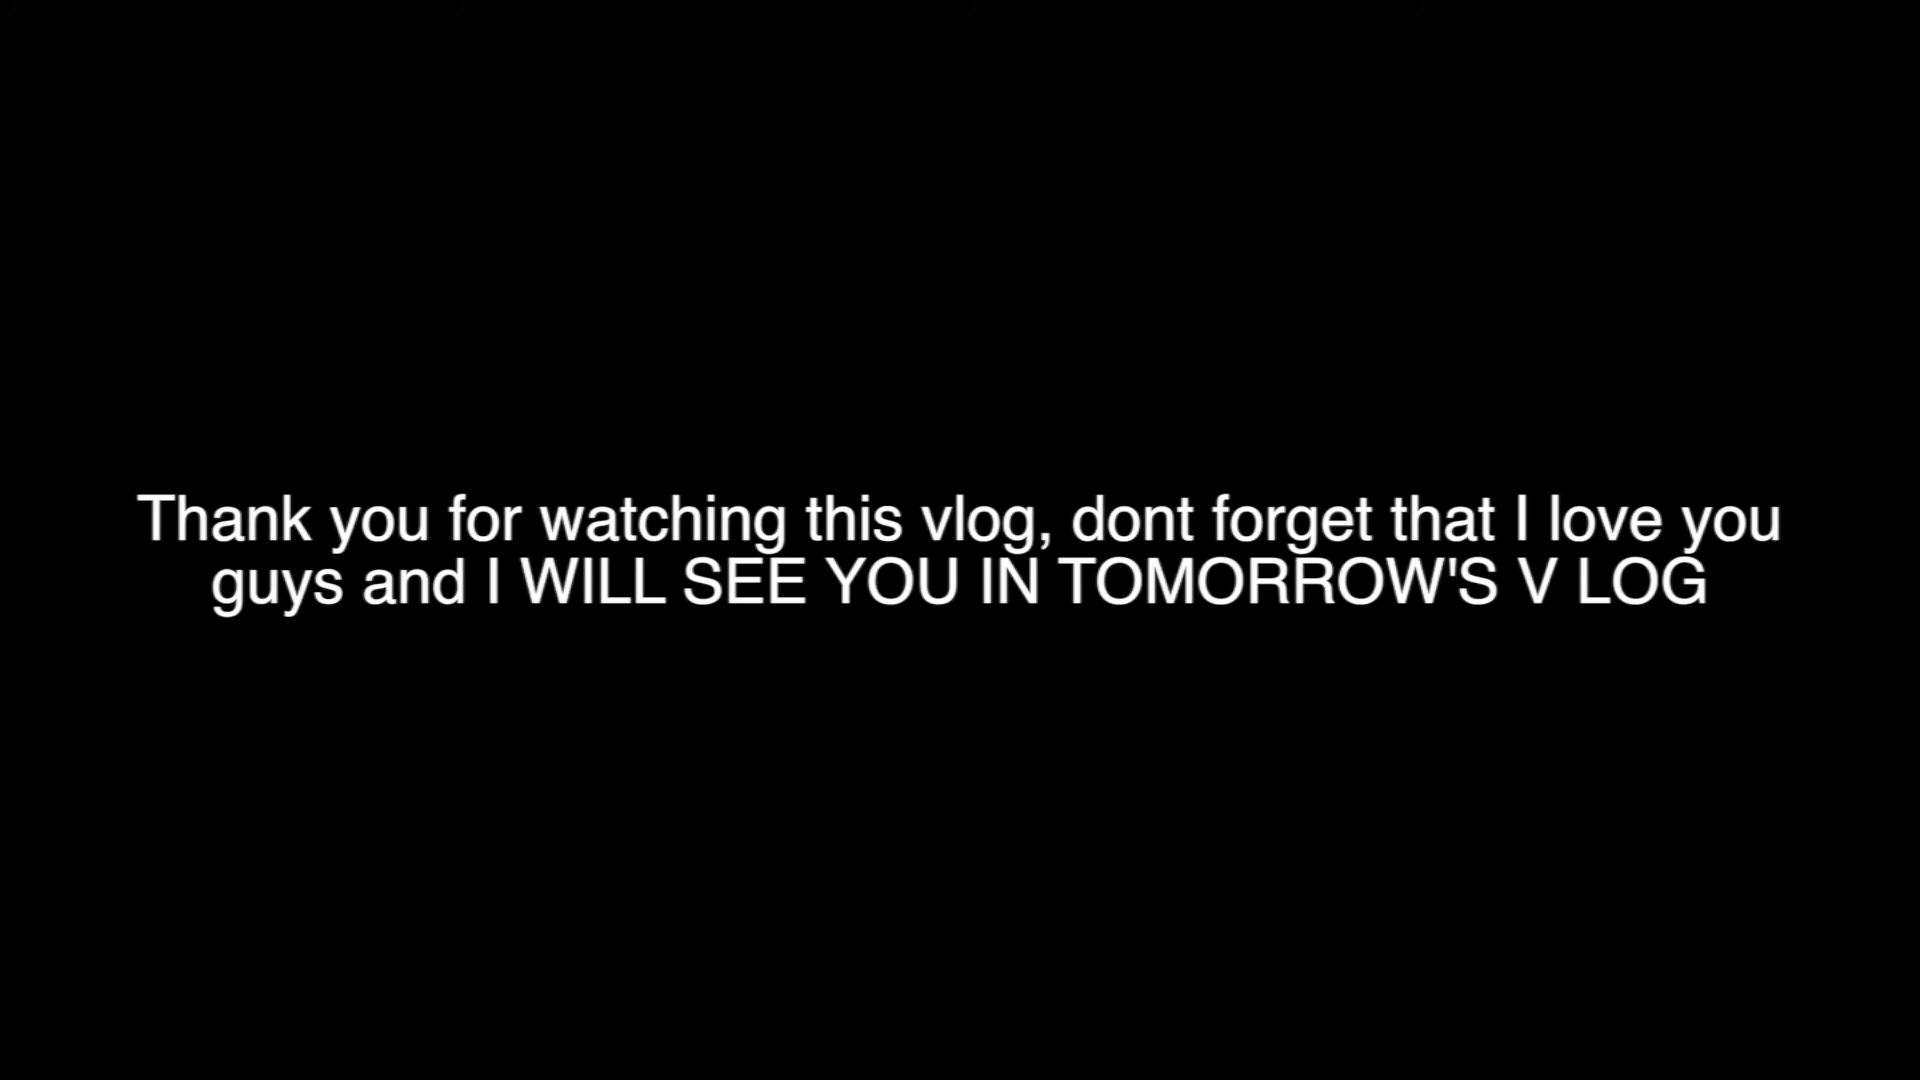 Thank you for watching this vlog, dont forget that I love you
guys and I WILL SEE YOU IN TOMORROW'S V LOG